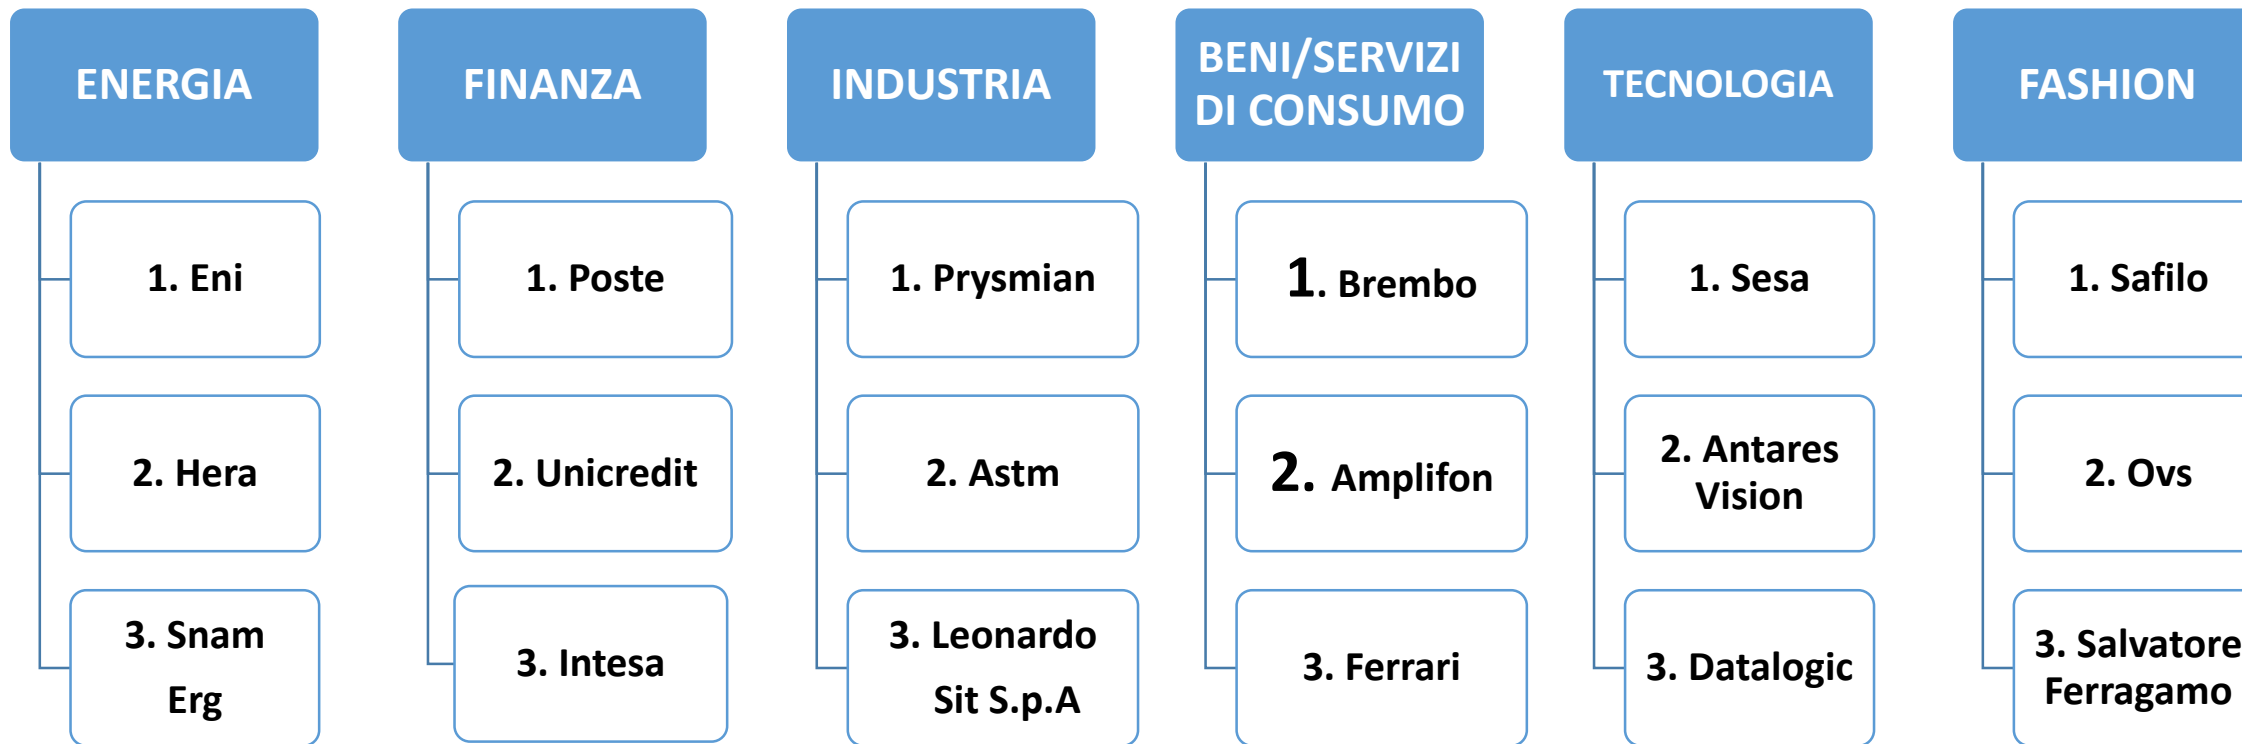 ENERGIA
1. Eni
2. Hera
3. Snam
Erg
FINANZA
1. Poste
2. Unicredit
3. Intesa
INDUSTRIA
1. Prysmian
2. Astm
3. Leonardo
Sit S.p.A
BENI/SERVIZI
DI CONSUMO
1. Brembo
2. Amplifon
3. Ferrari
TECNOLOGIA
1. Sesa
2. Antares
Vision
3. Datalogic
FASHION
1. Safilo
2. Ovs
3. Salvatore
Ferragamo